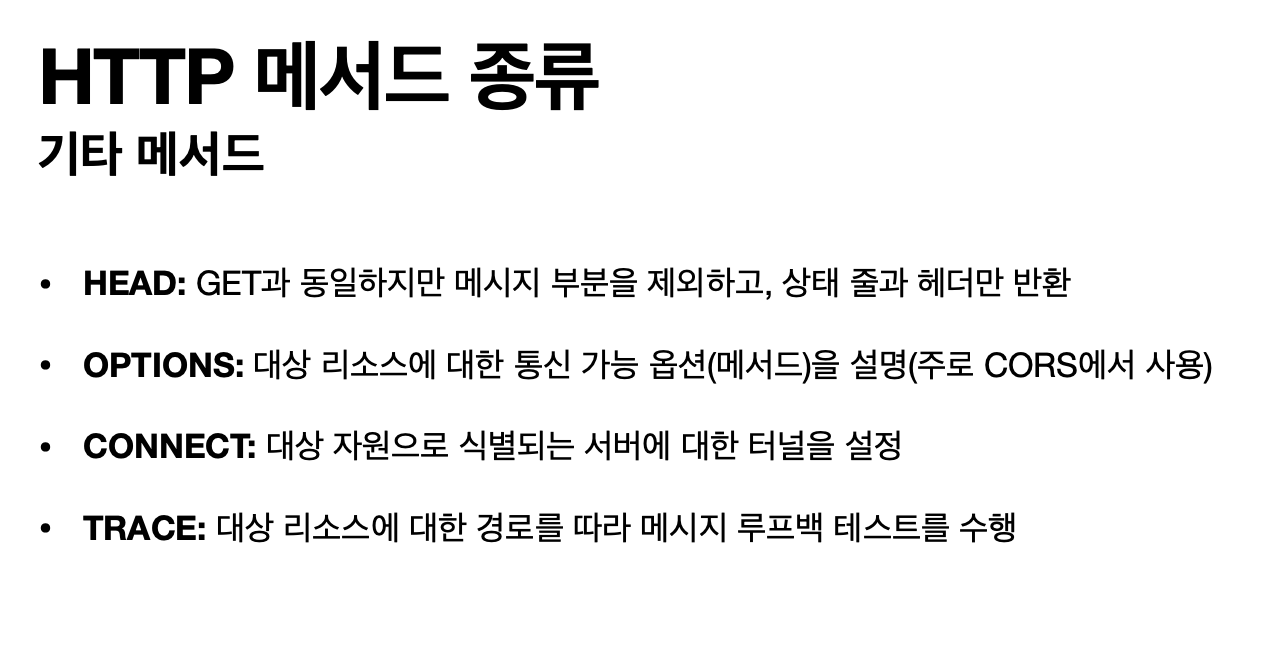 HTTP 메서드 종류
기타 메서드
• HEAD: GET과 동일하지만 메시지 부분을 제외하고, 상태 줄과 헤더만 반환
• OPTIONS: 대상 리소스에 대한 통신 가능 옵션(메서드)을 설명(주로 CORS에서 사용)
• CONNECT: 대상 자원으로 식별되는 서버에 대한 터널을 설정
• TRACE: 대상 리소스에 대한 경로를 따라 메시지 루프백 테스트를 수행